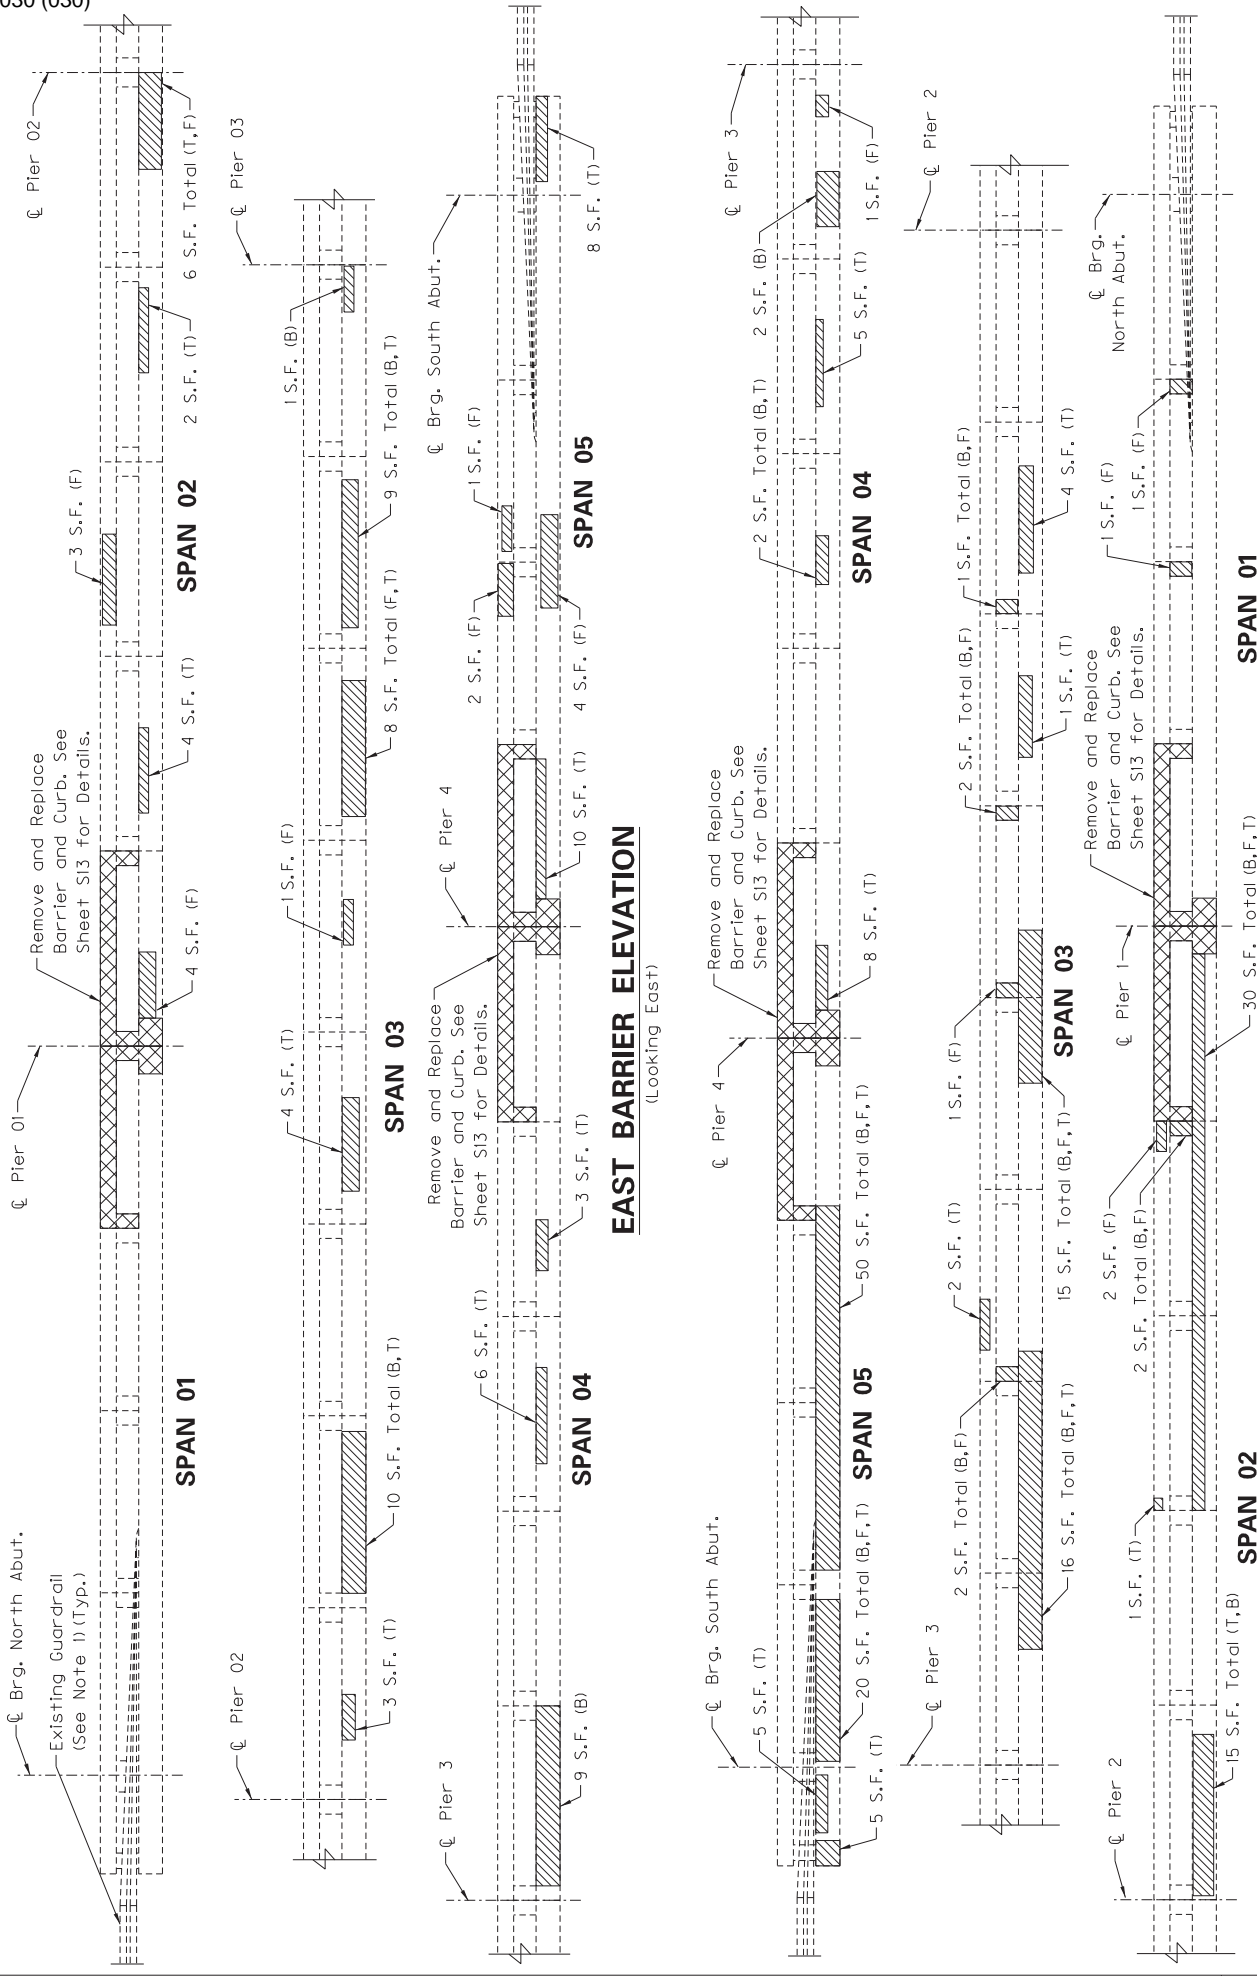 030 (030)
℄ Brg. North Abut.
Existing Guardrail
(See Note 1)(Typ.)
℄ Pier 01
Remove and Replace
Barrier and Curb. See
Sheet S13 for Details.
4 S.F. (F)
4 S.F. (T)
3 S.F. (F)
2 S.F. (T)
6 S.F. Total (T,F)
℄ Pier 02
SPAN 01
SPAN 02
℄ Pier 02
3 S.F. (T)
10 S.F. Total (B,T)
4 S.F. (T)
1 S.F. (F)
8 S.F. Total (F,T)
9 S.F. Total (B,T)
1 S.F. (B)
℄ Pier 03
SPAN 03
℄ Pier 3
9 S.F. (B)
6 S.F. (T)
3 S.F. (T)
Remove and Replace
Barrier and Curb. See
Sheet S13 for Details.
℄ Pier 4
10 S.F. (T)
2 S.F. (F)
4 S.F. (F)
1 S.F. (F)
℄ Brg. South Abut.
8 S.F. (T)
SPAN 04
SPAN 05
EAST BARRIER ELEVATION
(Looking East)
℄ Brg. South Abut.
5 S.F. (T)
5 S.F. (T)
20 S.F. Total (B,F,T)
50 S.F. Total (B,F,T)
℄ Pier 4
Remove and Replace
Barrier and Curb. See
Sheet S13 for Details.
8 S.F. (T)
2 S.F. Total (B,T)
5 S.F. (T)
2 S.F. (B)
1 S.F. (F)
℄ Pier 3
SPAN 05
SPAN 04
℄ Pier 3
16 S.F. Total (B,F,T)
2 S.F. Total (B,F)
2 S.F. (T)
15 S.F. Total (B,F,T)
1 S.F. (F)
2 S.F. Total (B,F)
1 S.F. (T)
1 S.F. Total (B,F)
4 S.F. (T)
℄ Pier 2
SPAN 03
℄ Pier 2
15 S.F. Total (T,B)
1 S.F. (T)
2 S.F. Total (B,F)
2 S.F. (F)
30 S.F. Total (B,F,T)
℄ Pier 1
Remove and Replace
Barrier and Curb. See
Sheet S13 for Details.
1 S.F. (F)
1 S.F. (F)
℄ Brg.
North Abut.
SPAN 02
SPAN 01